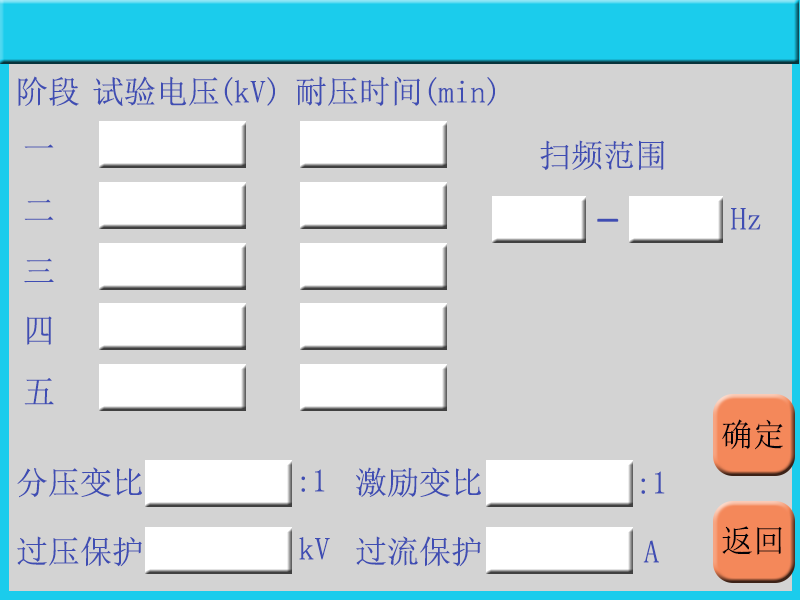 阶段 试验电压(kV) 耐压时间(min)
一
扫频范围
二
— Hz
三
四
五
确定
分压变比 :1 激励变比 :1
返回
过压保护 kV 过流保护 A